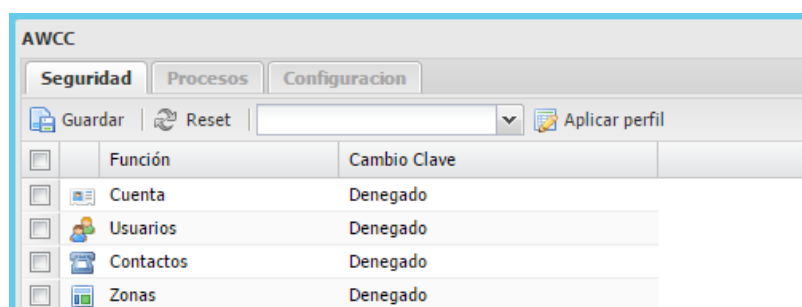 AWCC
Seguridad Procesos Configuracion
Guardar Reset Aplicar perfil
Función Cambio Clave
Cuenta Denegado
Usuarios Denegado
Contactos Denegado
Zonas Denegado